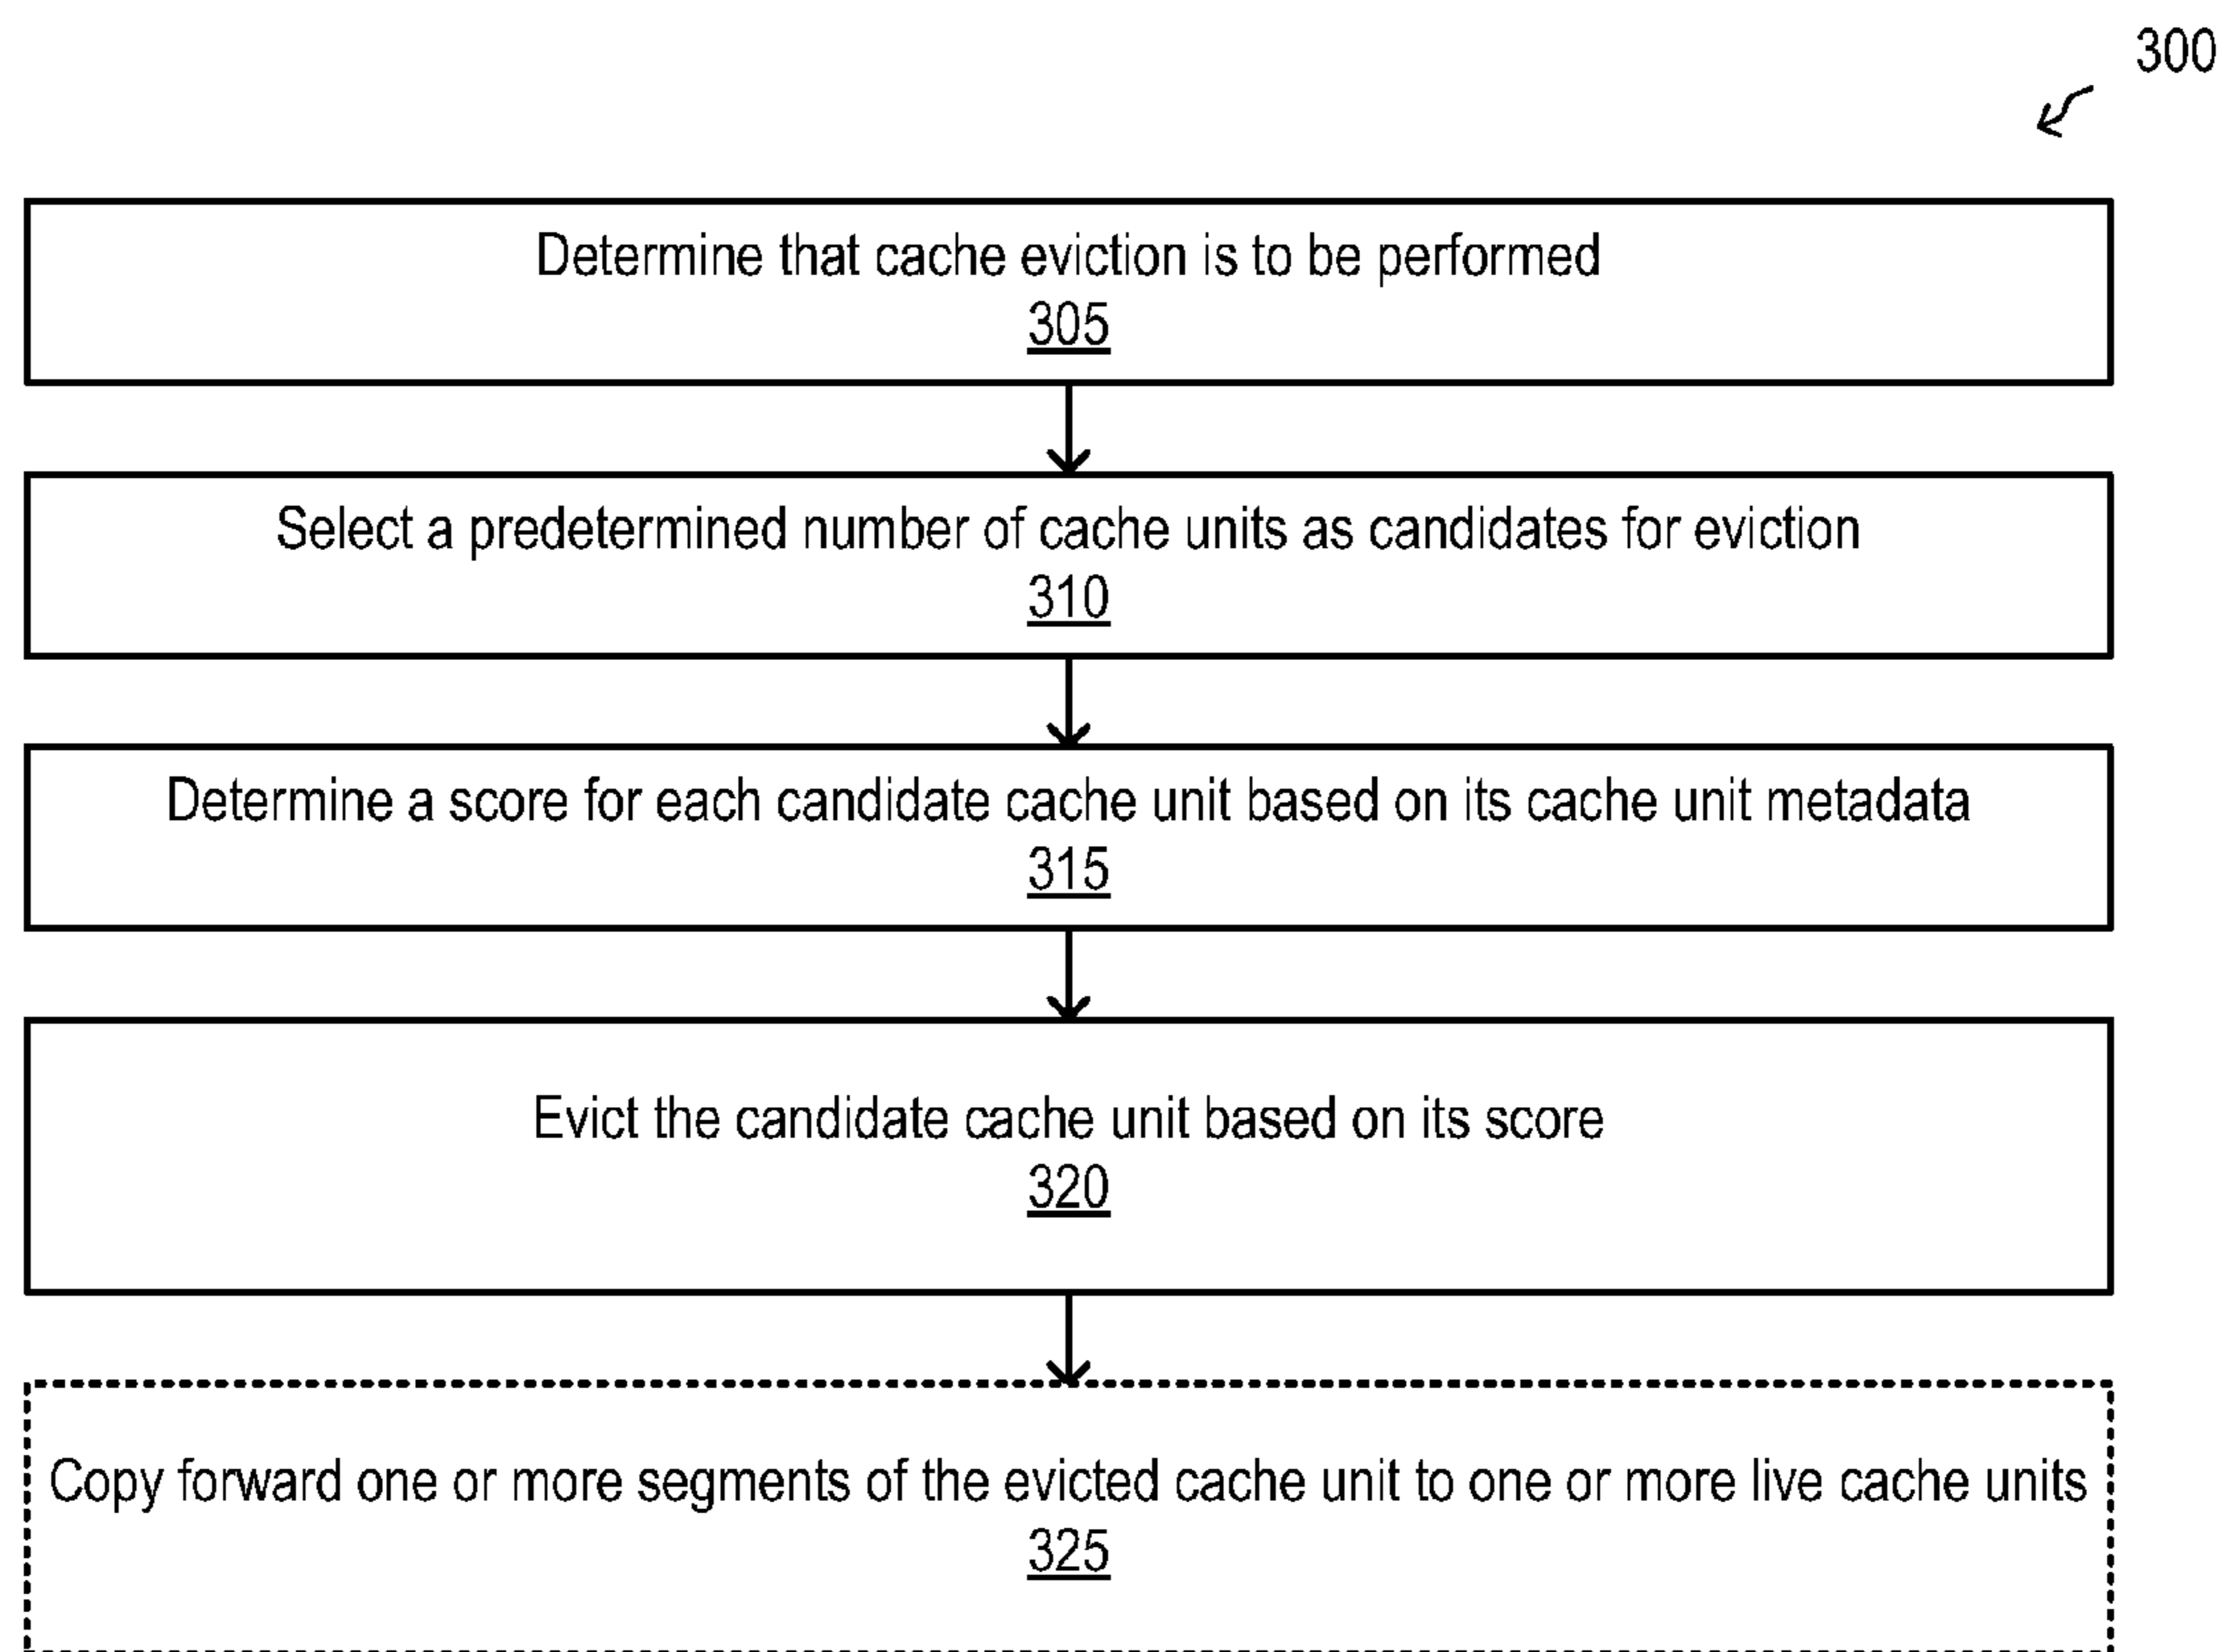 300
Determine that cache eviction is to be performed
305
Select a predetermined number of cache units as candidates for eviction
310
Determine a score for each candidate cache unit based on its cache unit metadata
315
Evict the candidate cache unit based on its score
320
Copy forward one or more segments of the evicted cache unit to one or more live cache units
325